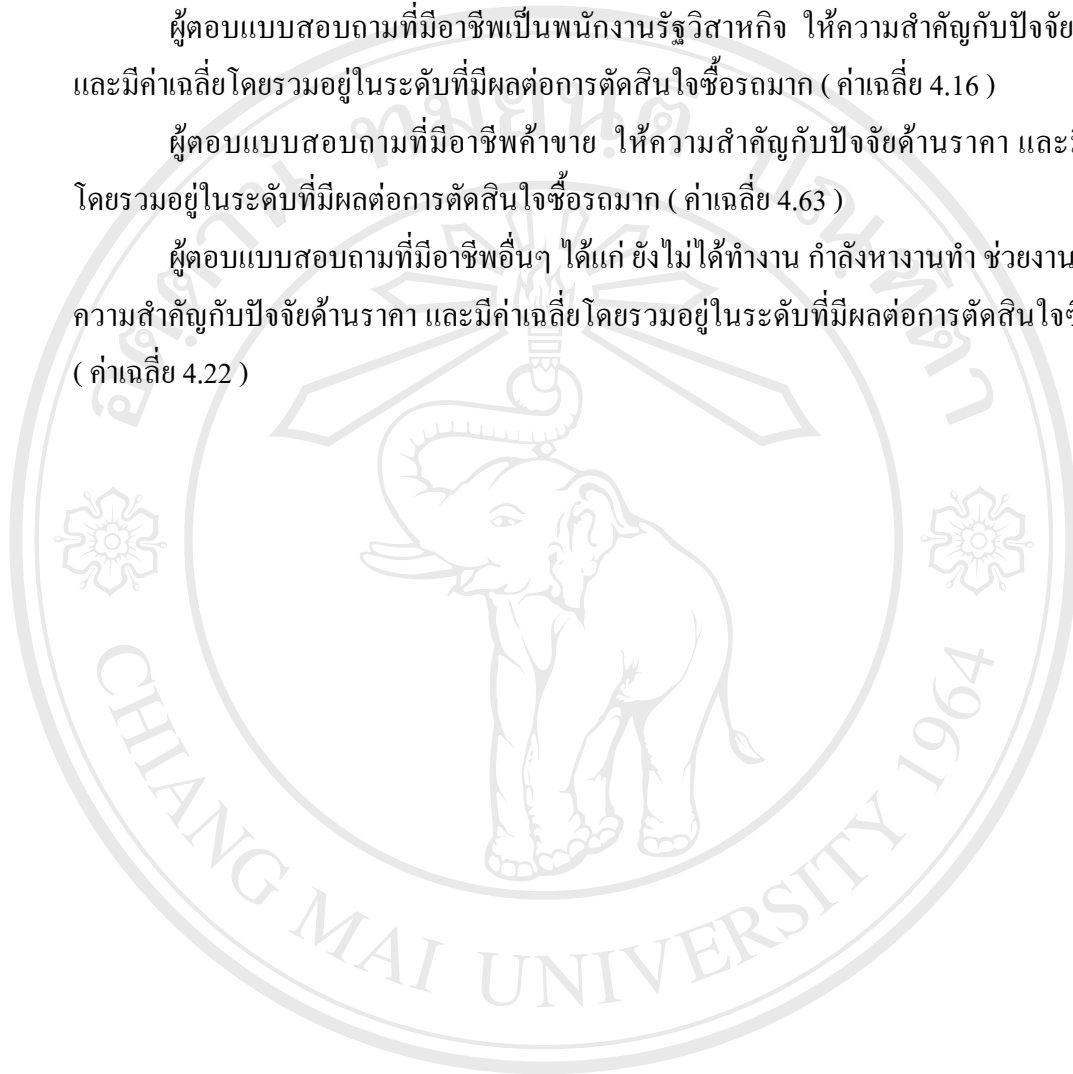 ผู้ตอบแบบสอบถามที่มีอาชีพเป็นพนักงานรัฐวิสาหกิจ ให้ความสำคัญกับปัจจัย
และมีค่าเฉลี่ยโดยรวมอยู่ในระดับที่มีผลต่อการตัดสินใจซื้อรถมาก ( ค่าเฉลี่ย 4.16 )
ผู้ตอบแบบสอบถามที่มีอาชีพค้าขาย ให้ความสำคัญกับปัจจัยด้านราคา และ
โดยรวมอยู่ในระดับที่มีผลต่อการตัดสินใจซื้อรถมาก ( ค่าเฉลี่ย 4.63 )
ผู้ตอบแบบสอบถามที่มีอาชีพอื่นๆ ได้แก่ ยังไม่ได้ทำงาน กำลังหางานทำ ช่วยงาน
ความสำคัญกับปัจจัยด้านราคา และมีค่าเฉลี่ยโดยรวมอยู่ในระดับที่มีผลต่อการตัดสินใจ
( ค่าเฉลี่ย 4.22 )
อตฺตานํ ทมยนฺติ ปณฺฑิตา
CHIANG MAI UNIVERSITY 1964